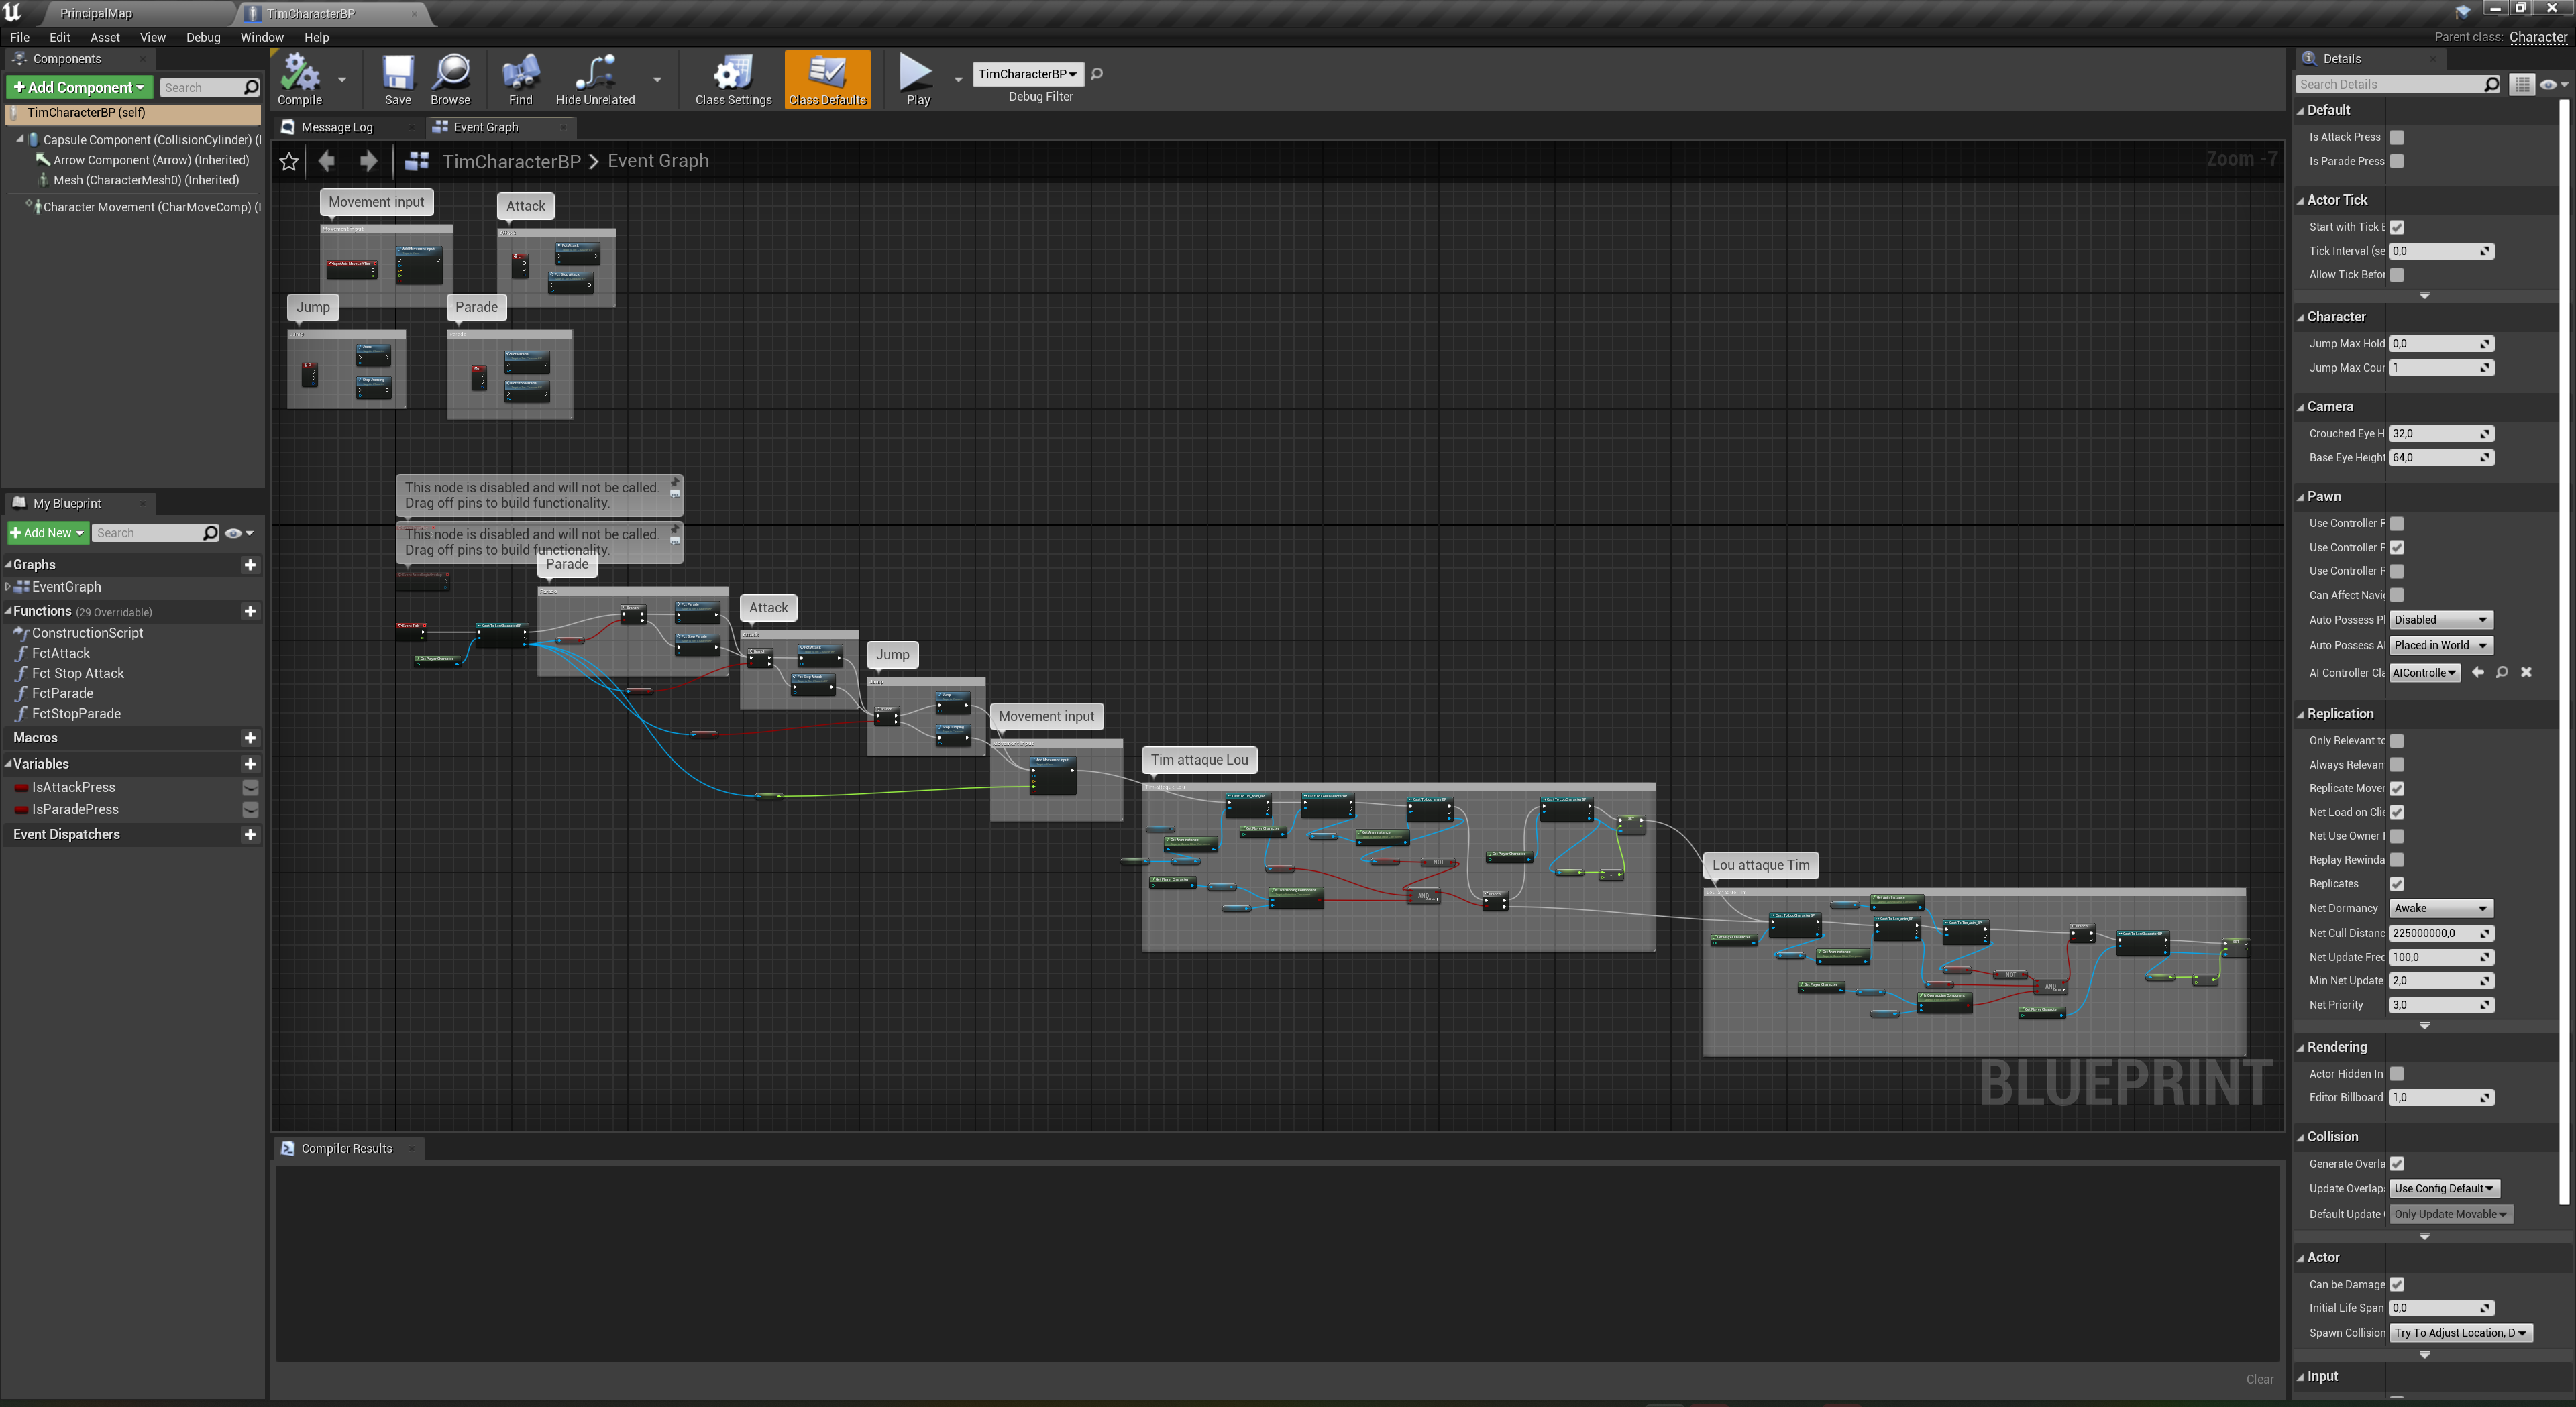 PrincipalMap
TimCharacterBP
File Edit Asset View Debug Window Help
Parent class: Character
Components
Add Component
Search
TimCharacterBP (self)
Capsule Component (CollisionCylinder) (I
Arrow Component (Arrow) (Inherited)
Mesh (CharacterMesh0) (Inherited)
Character Movement (CharMoveComp) (I
My Blueprint
Add New
Search
Graphs
EventGraph
Functions (29 Overridable)
ConstructionScript
FctAttack
Fct Stop Attack
FctParade
FctStopParade
Macros
Variables
IsAttackPress
IsParadePress
Event Dispatchers
Compile
Save
Browse
Find
Hide Unrelated
Class Settings
Class Defaults
Play
TimCharacterBP
Debug Filter
Message Log
Event Graph
TimCharacterBP > Event Graph
Zoom -7
Movement input
Attack
Jump
Parade
This node is disabled and will not be called.
Drag off pins to build functionality.
This node is disabled and will not be called.
Drag off pins to build functionality.
Parade
Attack
Jump
Movement input
Tim attaque Lou
NOT
AND
Lou attaque Tim
NOT
AND
BLUEPRINT
Compiler Results
Clear
Details
Search Details
Default
Is Attack Press
Is Parade Press
Actor Tick
Start with Tick E
Tick Interval (se 0,0
Allow Tick Befor
Character
Jump Max Hold 0,0
Jump Max Cour 1
Camera
Crouched Eye H 32,0
Base Eye Height 64,0
Pawn
Use Controller F
Use Controller F
Use Controller F
Can Affect Navi
Auto Possess Pl Disabled
Auto Possess A Placed in World
AI Controller Cla AIControlle
Replication
Only Relevant to
Always Relevan
Replicate Mover
Net Load on Clie
Net Use Owner
Replay Rewinda
Replicates
Net Dormancy Awake
Net Cull Distanc 225000000,0
Net Update Fred 100,0
Min Net Update 2,0
Net Priority 3,0
Rendering
Actor Hidden In
Editor Billboard 1,0
Collision
Generate Overla
Update Overlap Use Config Default
Default Update Only Update Movable
Actor
Can be Damage
Initial Life Span 0,0
Spawn Collision Try To Adjust Location, D
Input